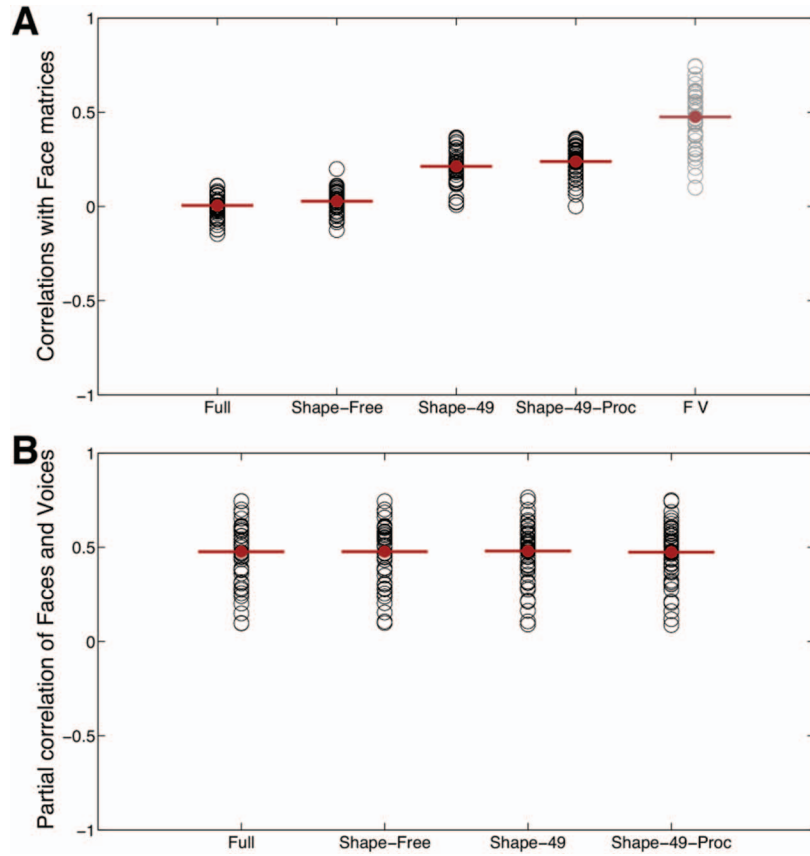 A
Correlations with Face matrices
1
0.5
0
−0.5
−1
Full Shape−Free Shape−49 Shape−49−Proc F V
B
Partial correlation of Faces and Voices
1
0.5
0
−0.5
−1
Full Shape−Free Shape−49 Shape−49−Proc